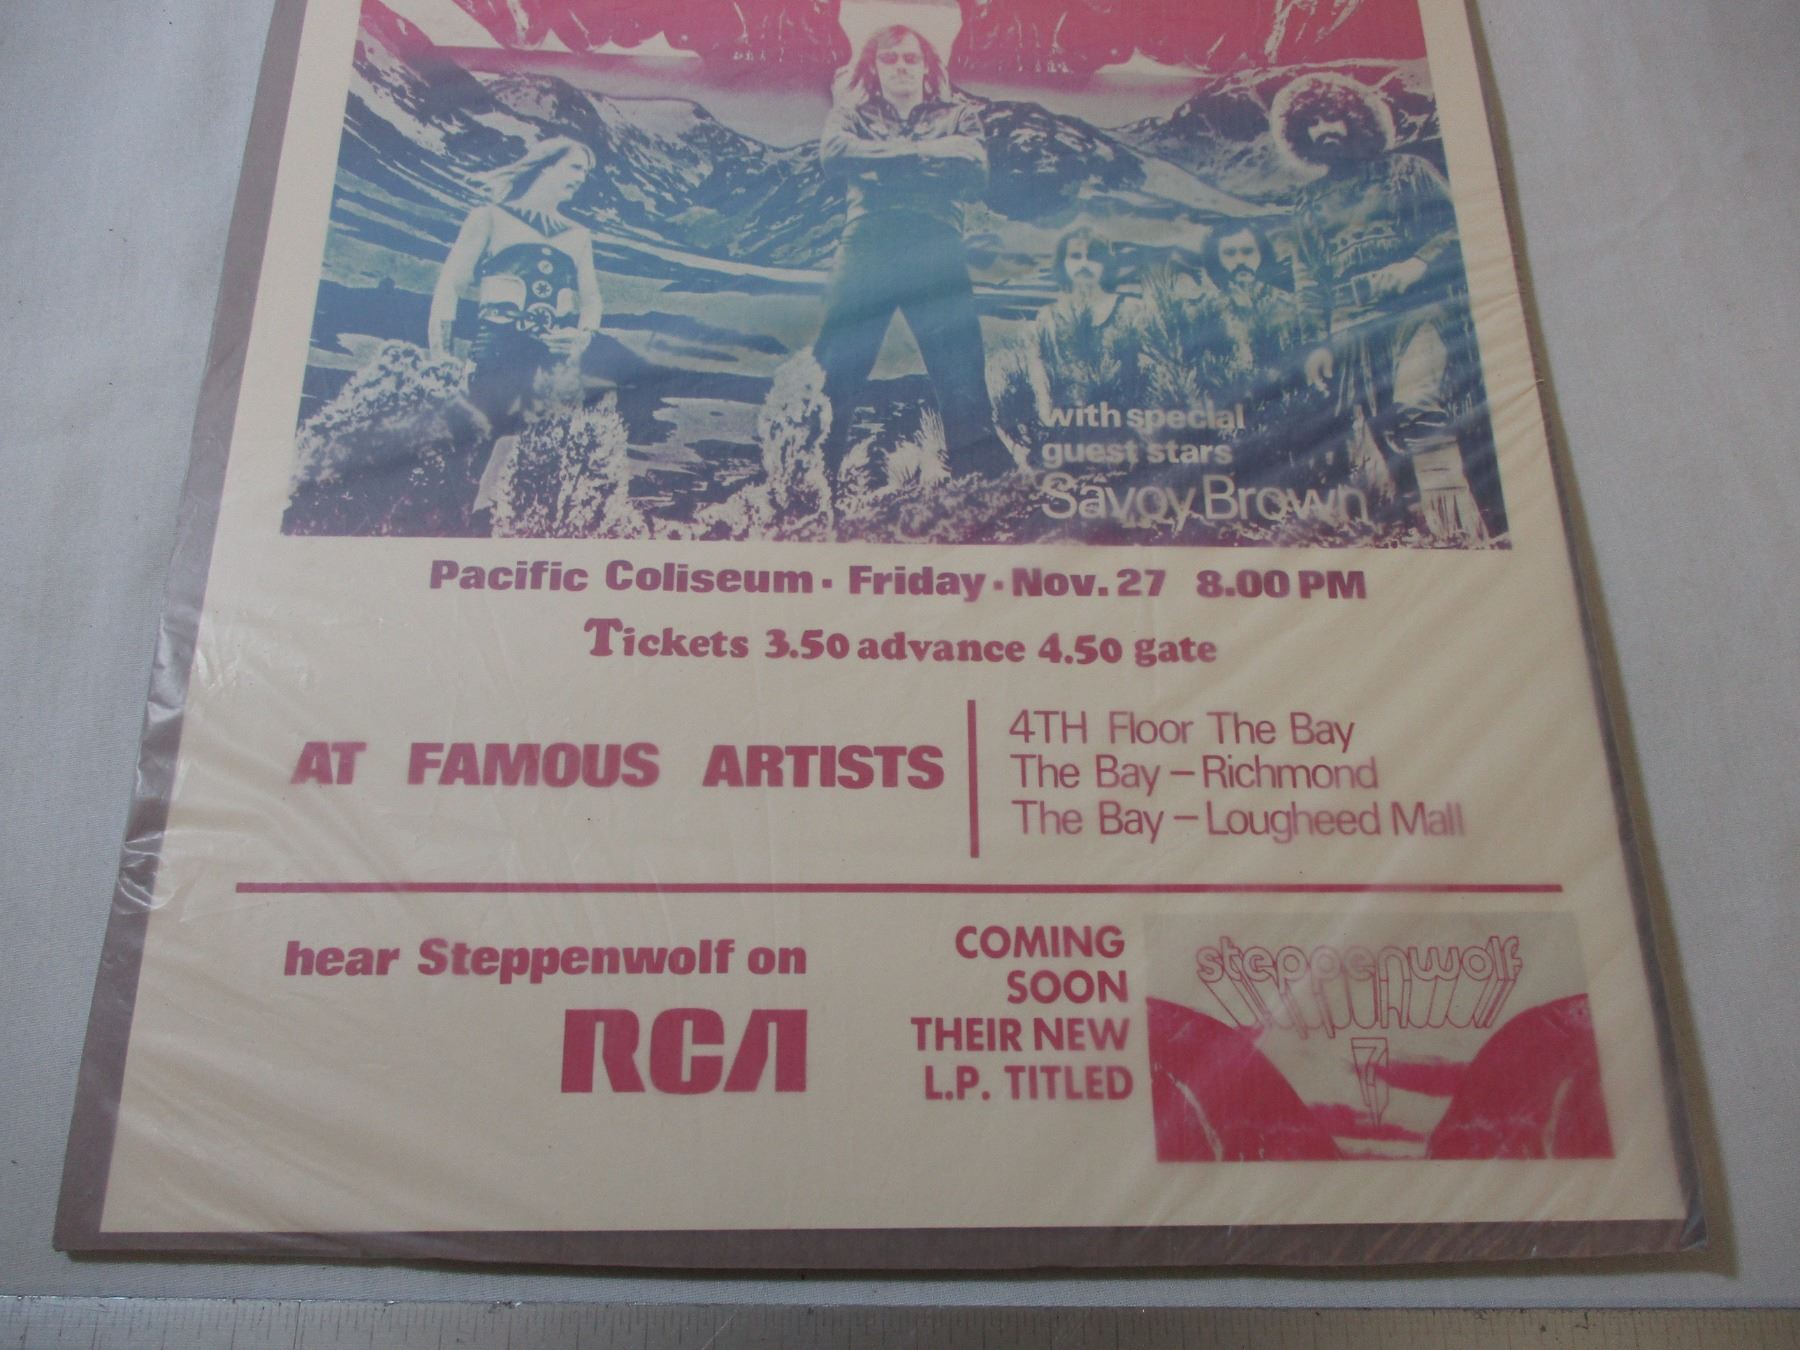 with special
guest stars
Savoy Brown
Pacific Coliseum · Friday · Nov. 27 8.00 PM
Tickets 3.50 advance 4.50 gate
AT FAMOUS ARTISTS
4TH Floor The Bay
The Bay – Richmond
The Bay – Lougheed Mall
hear Steppenwolf on
RCA
COMING
SOON
THEIR NEW
L.P. TITLED
steppenwolf
7